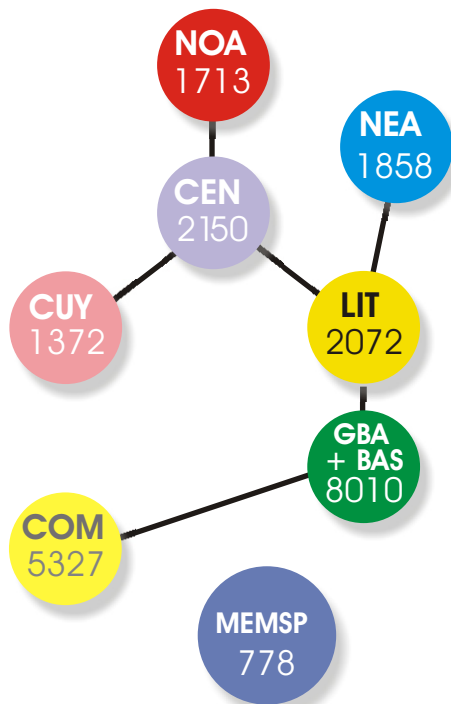 NOA
1713
NEA
1858
CEN
2150
CUY
1372
LIT
2072
GBA
+ BAS
8010
COM
5327
MEMSP
778